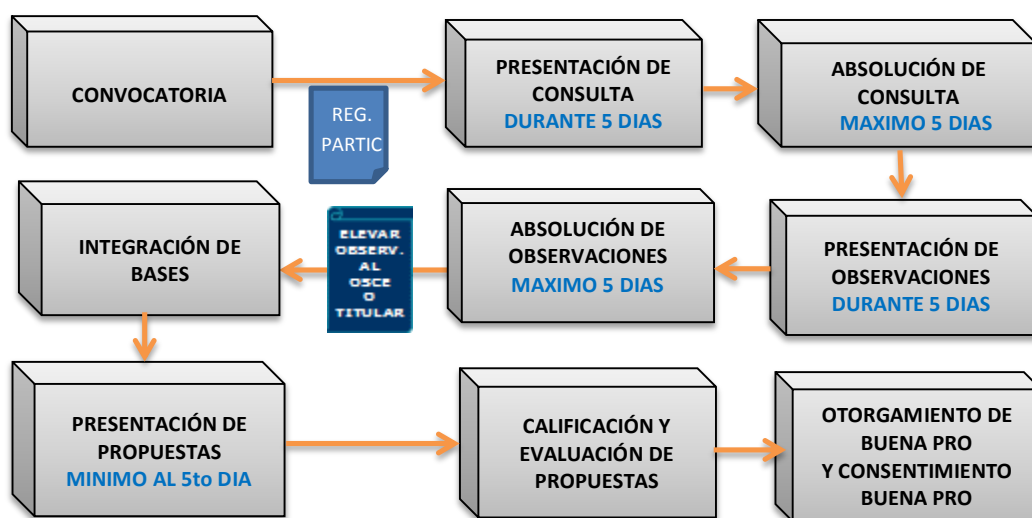 CONVOCATORIA
REG.
PARTIC
PRESENTACIÓN DE
CONSULTA
DURANTE 5 DIAS
ABSOLUCIÓN DE
CONSULTA
MAXIMO 5 DIAS
PRESENTACIÓN DE
OBSERVACIONES
DURANTE 5 DIAS
ABSOLUCIÓN DE
OBSERVACIONES
MAXIMO 5 DIAS
ELEVAR
OBSERV.
AL
OSCE
O
TITULAR
INTEGRACIÓN DE
BASES
PRESENTACIÓN DE
PROPUESTAS
MINIMO AL 5to DIA
CALIFICACIÓN Y
EVALUACIÓN DE
PROPUESTAS
OTORGAMIENTO DE
BUENA PRO
Y CONSENTIMIENTO
BUENA PRO